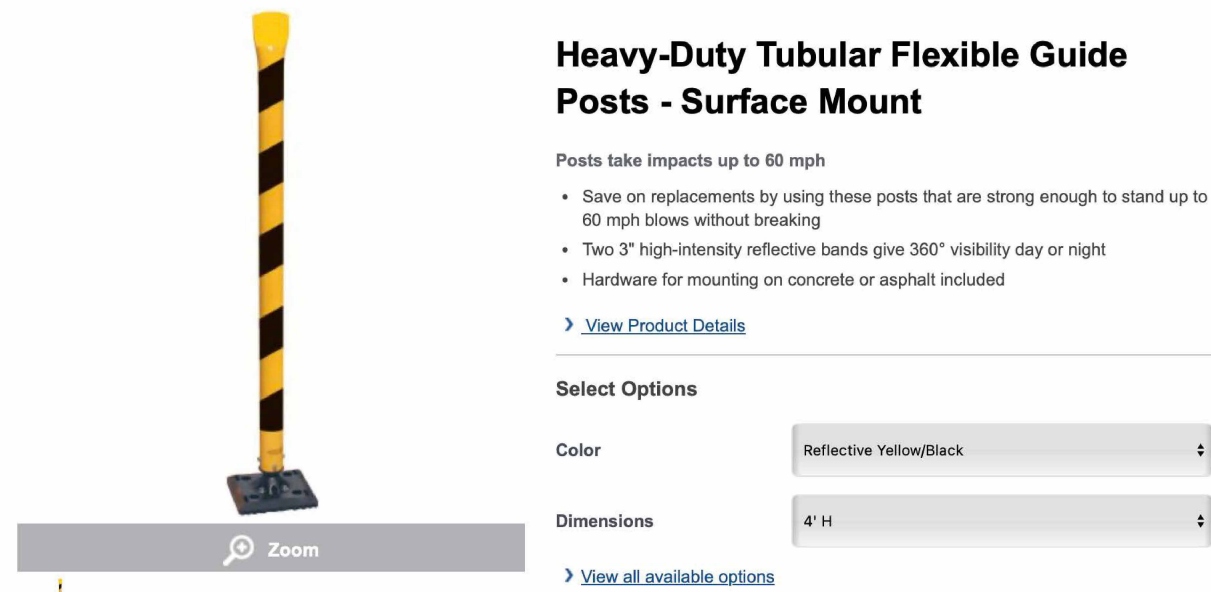 Heavy-Duty Tubular Flexible Guide
Posts - Surface Mount
Posts take impacts up to 60 mph
• Save on replacements by using these posts that are strong enough to stand up to
60 mph blows without breaking
• Two 3" high-intensity reflective bands give 360° visibility day or night
• Hardware for mounting on concrete or asphalt included
View Product Details
Select Options
Color
Reflective Yellow/Black
Dimensions
4' H
View all available options
Zoom